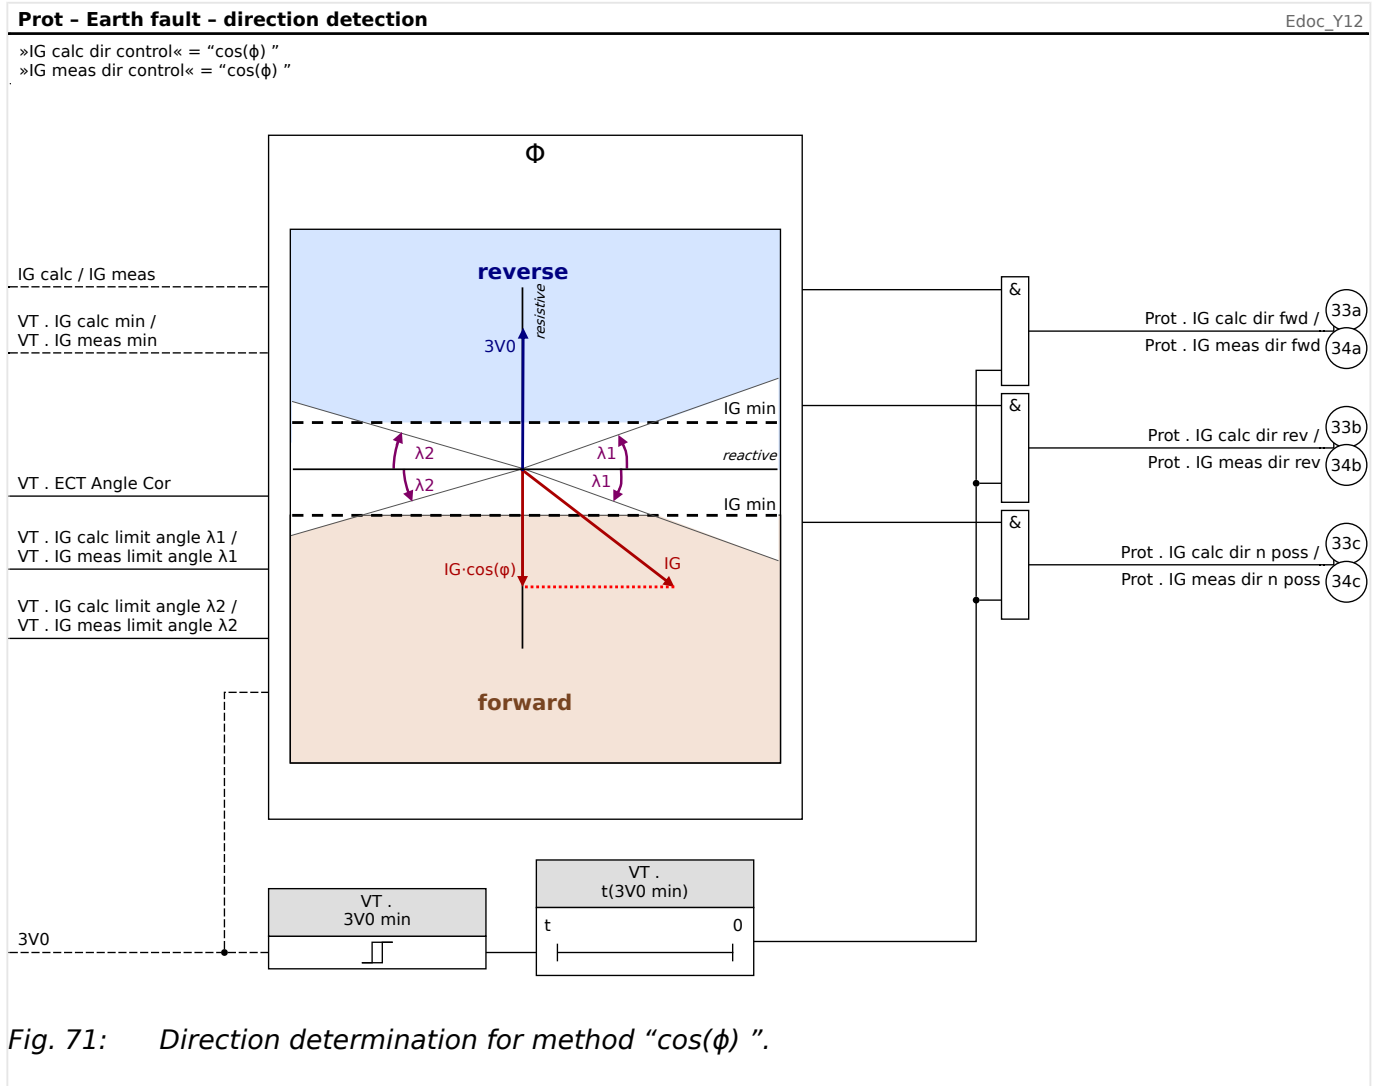 Prot – Earth fault – direction detection
Edoc_Y12
»IG calc dir control« = “cos(ϕ) ”
»IG meas dir control« = “cos(ϕ) ”
Φ
reverse
resistive
3V0
IG min
λ2
λ1
reactive
λ2
λ1
IG min
IG·cos(φ)
IG
forward
IG calc / IG meas
VT . IG calc min /
VT . IG meas min
VT . ECT Angle Cor
VT . IG calc limit angle λ1 /
VT . IG meas limit angle λ1
VT . IG calc limit angle λ2 /
VT . IG meas limit angle λ2
3V0
VT .
3V0 min
VT .
t(3V0 min)
t
0
&
Prot . IG calc dir fwd /
33a
Prot . IG meas dir fwd
34a
&
Prot . IG calc dir rev /
33b
Prot . IG meas dir rev
34b
&
Prot . IG calc dir n poss /
33c
Prot . IG meas dir n poss
34c
Fig. 71: Direction determination for method “cos(ϕ) ”.